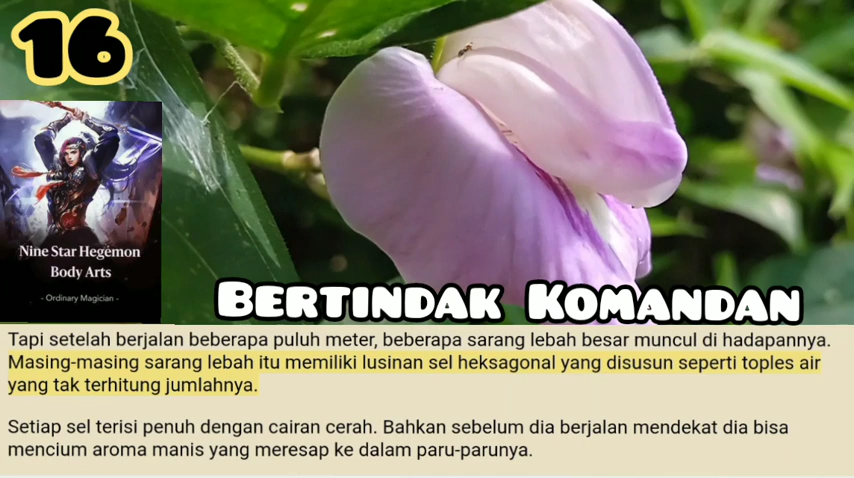 16
Nine Star Hegemon
Body Arts
- Ordinary Magician -
BERTINDAK KOMANDAN
Tapi setelah berjalan beberapa puluh meter, beberapa sarang lebah besar muncul di hadapannya.
Masing-masing sarang lebah itu memiliki lusinan sel heksagonal yang disusun seperti toples air
yang tak terhitung jumlahnya.
Setiap sel terisi penuh dengan cairan cerah. Bahkan sebelum dia berjalan mendekat dia bisa
mencium aroma manis yang meresap ke dalam paru-parunya.